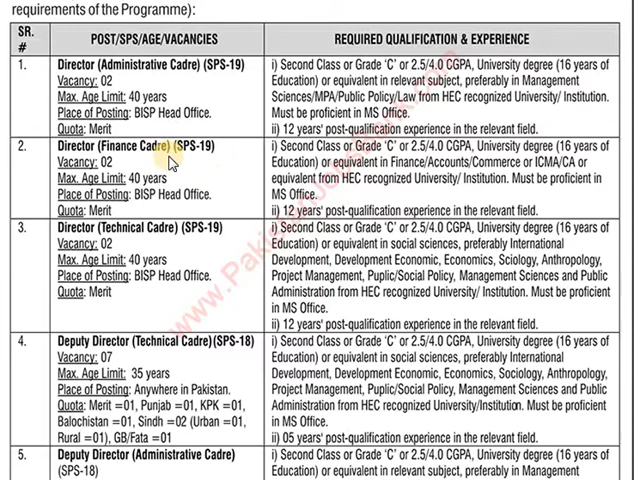 requirements of the Programme):
SR. #
POST/SPS/AGE/VACANCIES
REQUIRED QUALIFICATION & EXPERIENCE
1.
Director (Administrative Cadre) (SPS-19)
Vacancy: 02
Max. Age Limit: 40 years
Place of Posting: BISP Head Office.
Quota: Merit
i) Second Class or Grade ‘C’ or 2.5/4.0 CGPA, University degree (16 years of
Education) or equivalent in relevant subject, preferably in Management
Sciences/MPA/Public Policy/Law from HEC recognized University/ Institution.
Must be proficient in MS Office.
ii) 12 years' post-qualification experience in the relevant field.
2.
Director (Finance Cadre) (SPS-19)
Vacancy: 02
Max. Age Limit: 40 years
Place of Posting: BISP Head Office.
Quota: Merit
i) Second Class or Grade ‘C’ or 2.5/4.0 CGPA, University degree (16 years of
Education) or equivalent in Finance/Accounts/Commerce or ICMA/CA or
equivalent from HEC recognized University/ Institution. Must be proficient in
MS Office.
ii) 12 years' post-qualification experience in the relevant field.
3.
Director (Technical Cadre) (SPS-19)
Vacancy: 02
Max. Age Limit: 40 years
Place of Posting: BISP Head Office.
Quota: Merit
i) Second Class or Grade ‘C’ or 2.5/4.0 CGPA, University degree (16 years of
Education) or equivalent in social sciences, preferably International
Development, Development Economic, Economics, Sciology, Anthropology,
Project Management, Puplic/Social Policy, Management Sciences and Public
Administration from HEC recognized University/ Institution. Must be proficient
in MS Office.
ii) 12 years' post-qualification experience in the relevant field.
4.
Deputy Director (Technical Cadre) (SPS-18)
Vacancy: 07
Max. Age Limit: 35 years
Place of Posting: Anywhere in Pakistan.
Quota: Merit =01, Punjab =01, KPK =01,
Balochistan =01, Sindh =02 (Urban =01,
Rural =01), GB/Fata =01
i) Second Class or Grade ‘C’ or 2.5/4.0 CGPA, University degree (16 years of
Education) or equivalent in social sciences, preferably International
Development, Development Economic, Economics, Sciology, Anthropology,
Project Management, Puplic/Social Policy, Management Sciences and Public
Administration from HEC recognized University/Institution. Must be proficient
in MS Office.
ii) 05 years' post-qualification experience in the relevant field.
5.
Deputy Director (Administrative Cadre)
(SPS-18)
i) Second Class or Grade ‘C’ or 2.5/4.0 CGPA, University degree (16 years of
Education) or equivalent in relevant subject, preferably in Management